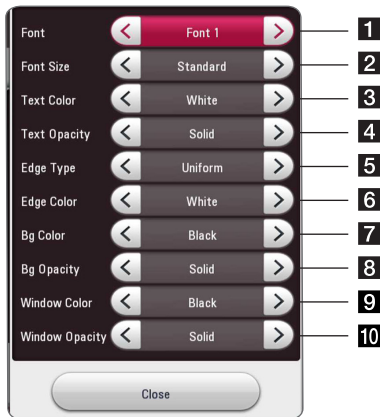 Font Font 1 1
Font Size Standard 2
Text Color White 3
Text Opacity Solid 4
Edge Type Uniform 5
Edge Color White 6
Bg Color Black 7
Bg Opacity Solid 8
Window Color Black 9
Window Opacity Solid 10
Close